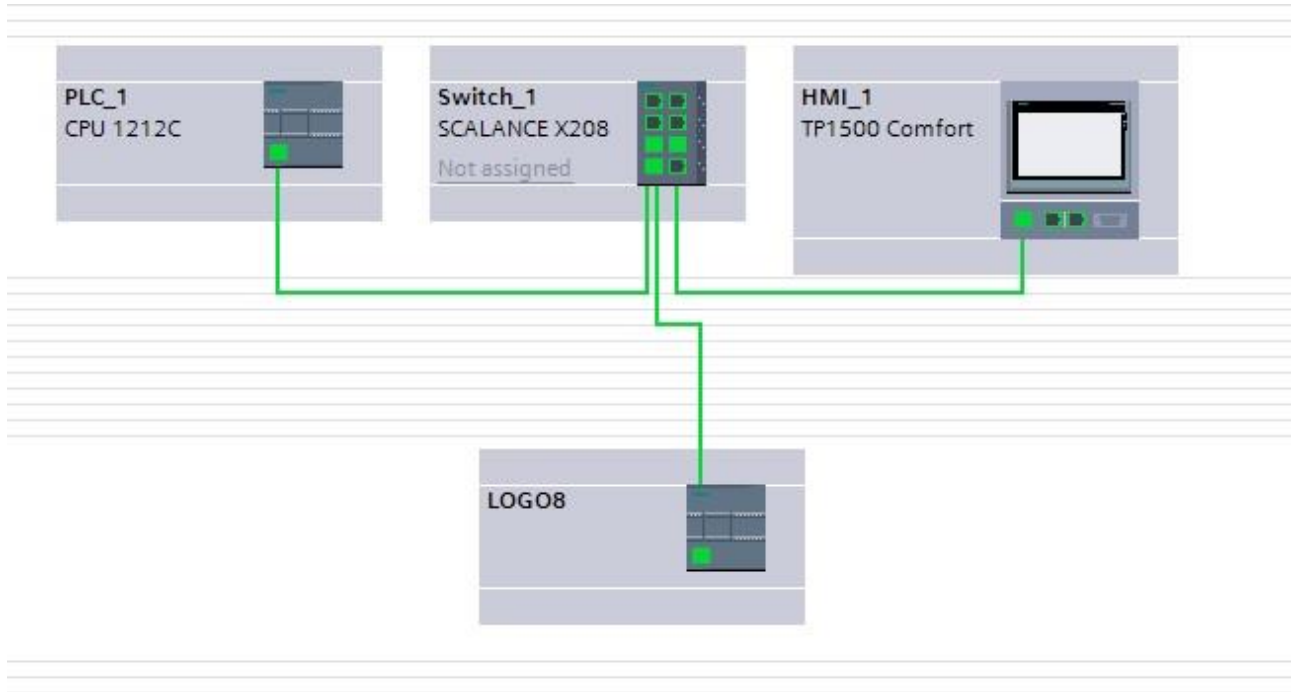 PLC_1
CPU 1212C
Switch_1
SCALANCE X208
Not assigned
HMI_1
TP1500 Comfort
LOGO8